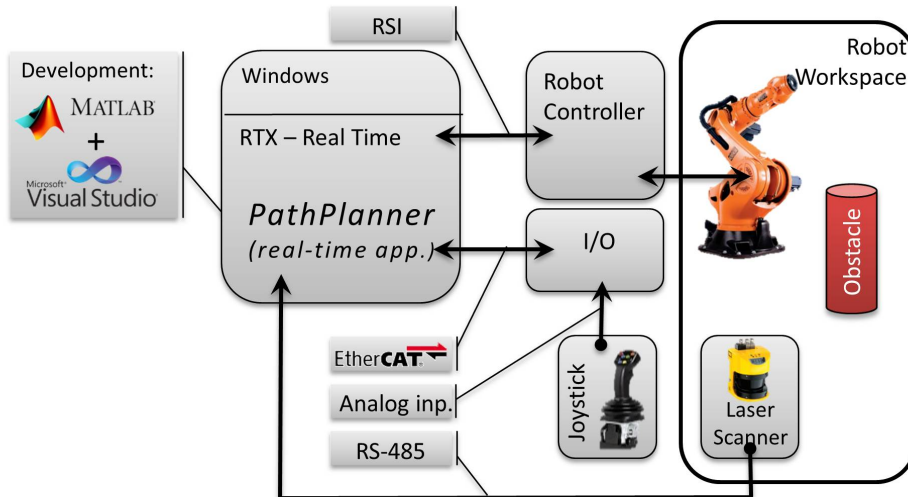 RSI
Development:
MATLAB®
+
Microsoft™
Visual Studio®
Windows
RTX – Real Time
PathPlanner
(real-time app.)
Robot
Controller
I/O
Robot
Workspace
Obstacle
EtherCAT®
Analog inp.
RS-485
Joystick
Laser
Scanner